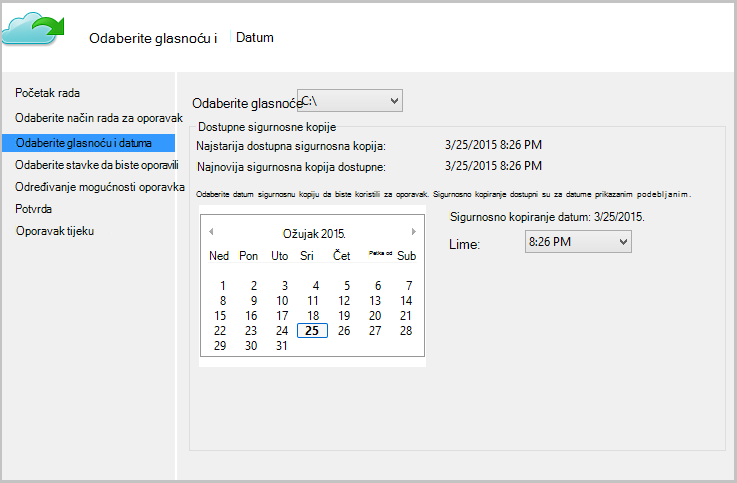 Odaberite glasnoću i Datum
Početak rada
Odaberite način rada za oporavak
Odaberite glasnoću i datuma
Odaberite stavke da biste oporavili
Određivanje mogućnosti oporavka
Potvrda
Oporavak tijeku
Odaberite glasnoće C:\
Dostupne sigurnosne kopije
Najstarija dostupna sigurnosna kopija: 3/25/2015 8:26 PM
Najnovija sigurnosna kopija dostupne: 3/25/2015 8:26 PM
Odaberite datum sigurnosnu kopiju da biste koristili za oporavak. Sigurnosno kopiranje dostupni su za datume prikazanim podebljanim.
Ožujak 2015.
Ned Pon Uto Sri Čet Petka od Sub
1 2 3 4 5 6 7
8 9 10 11 12 13 14
15 16 17 18 19 20 21
22 23 24 25 26 27 28
29 30 31
Sigurnosno kopiranje datum: 3/25/2015.
Lime: 8:26 PM